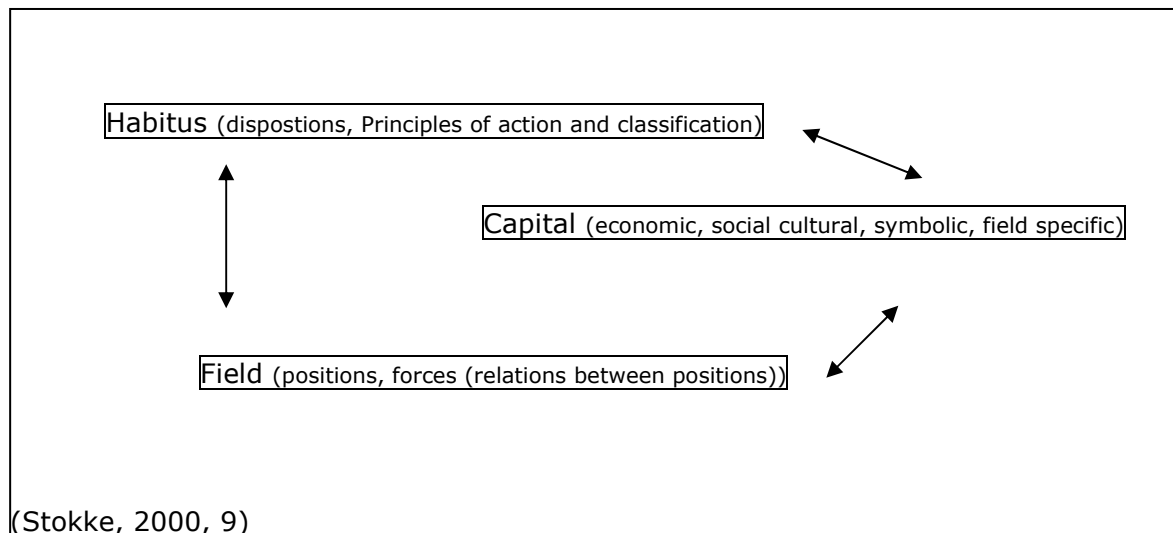 Habitus (dispostions, Principles of action and classification)
Capital (economic, social cultural, symbolic, field specific)
Field (positions, forces (relations between positions))
(Stokke, 2000, 9)